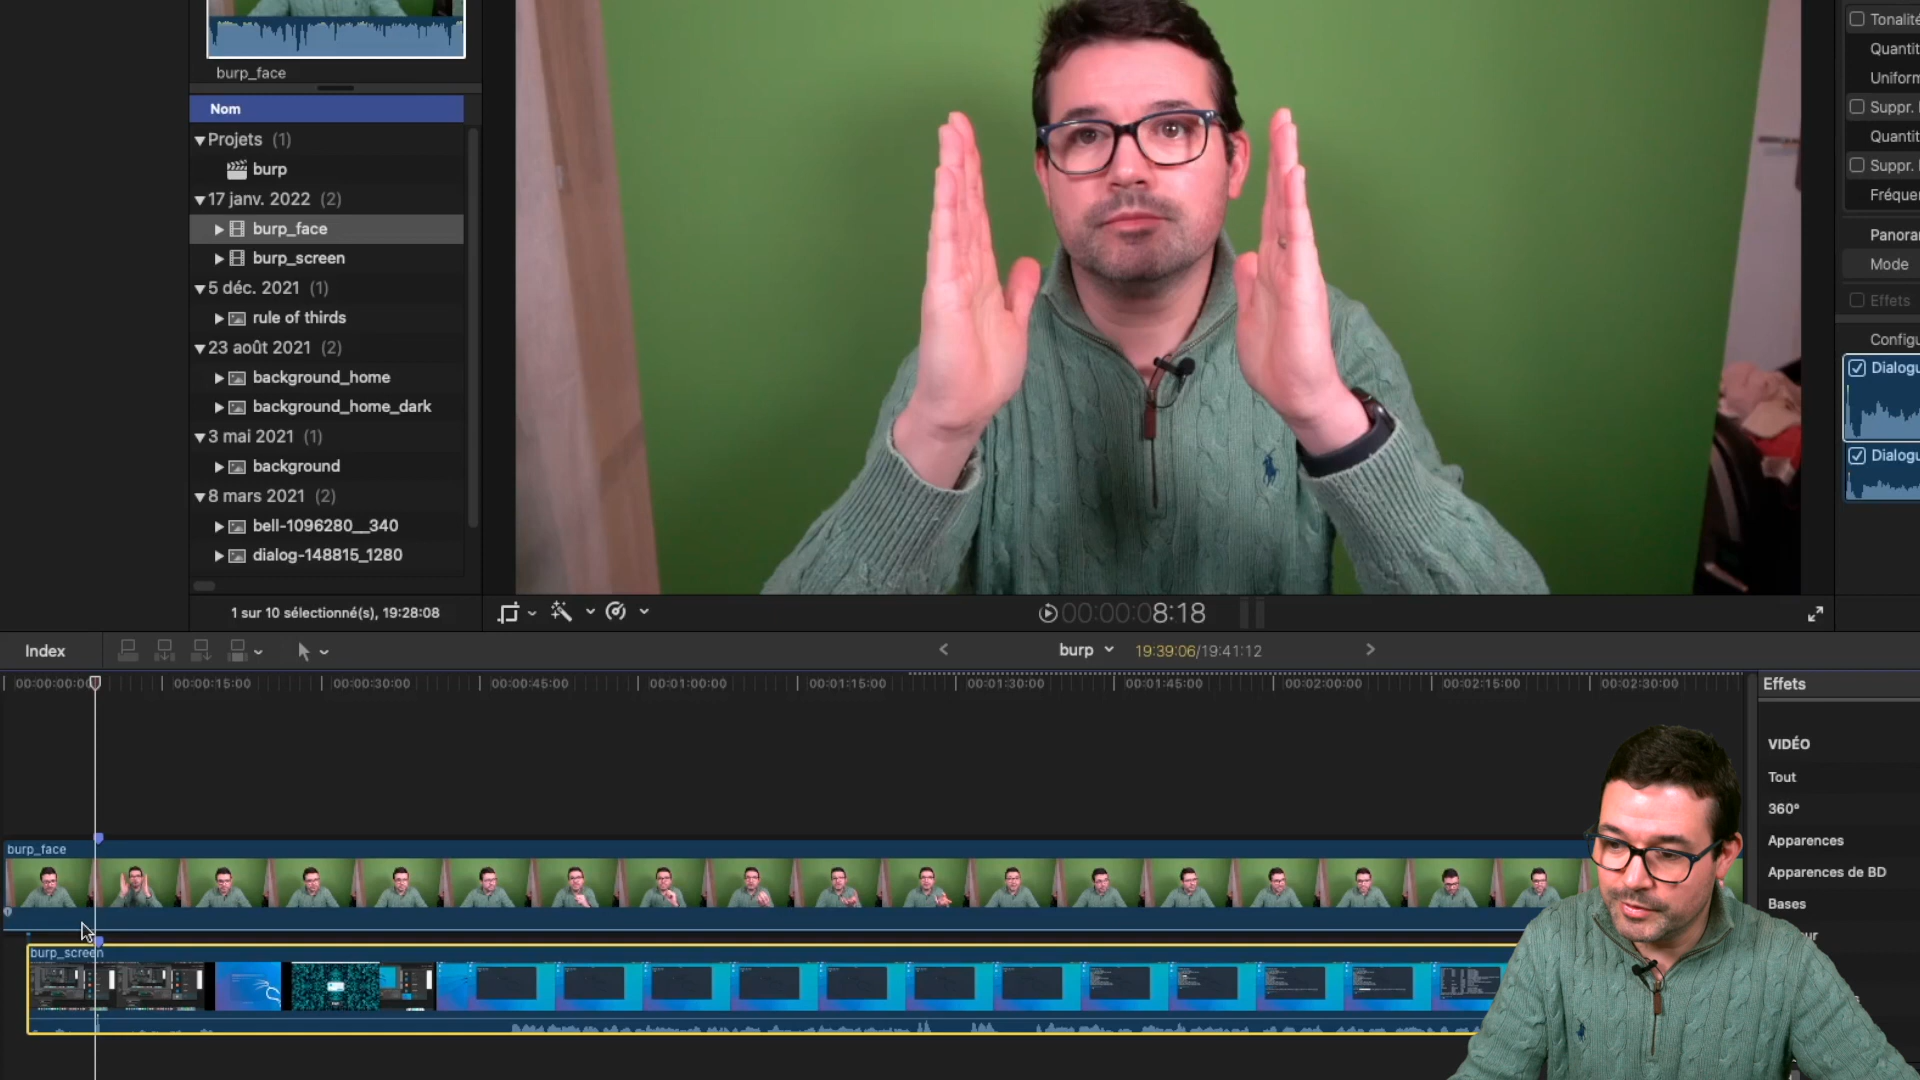 burp_face
Nom
Projets (1)
burp
17 janv. 2022 (2)
burp_face
burp_screen
5 déc. 2021 (1)
rule of thirds
23 août 2021 (2)
background_home
background_home_dark
3 mai 2021 (1)
background
8 mars 2021 (2)
bell-1096280__340
dialog-148815_1280
1 sur 10 sélectionné(s), 19:28:08
00:00:08:18
Tonalité
Quantit
Uniform
Suppr.
Quantit
Suppr.
Fréquen
Panora
Mode
Effets
Configu
Dialogu
Dialogu
Index
burp
19:39:06/19:41:12
00:00:00:0
00:00:15:00
00:00:30:00
00:00:45:00
00:01:00:00
00:01:15:00
00:01:30:00
00:01:45:00
00:02:00:00
00:02:15:00
00:02:30:00
Effets
VIDÉO
Tout
360°
Apparences
Apparences de BD
Bases
burp_face
burp_screen